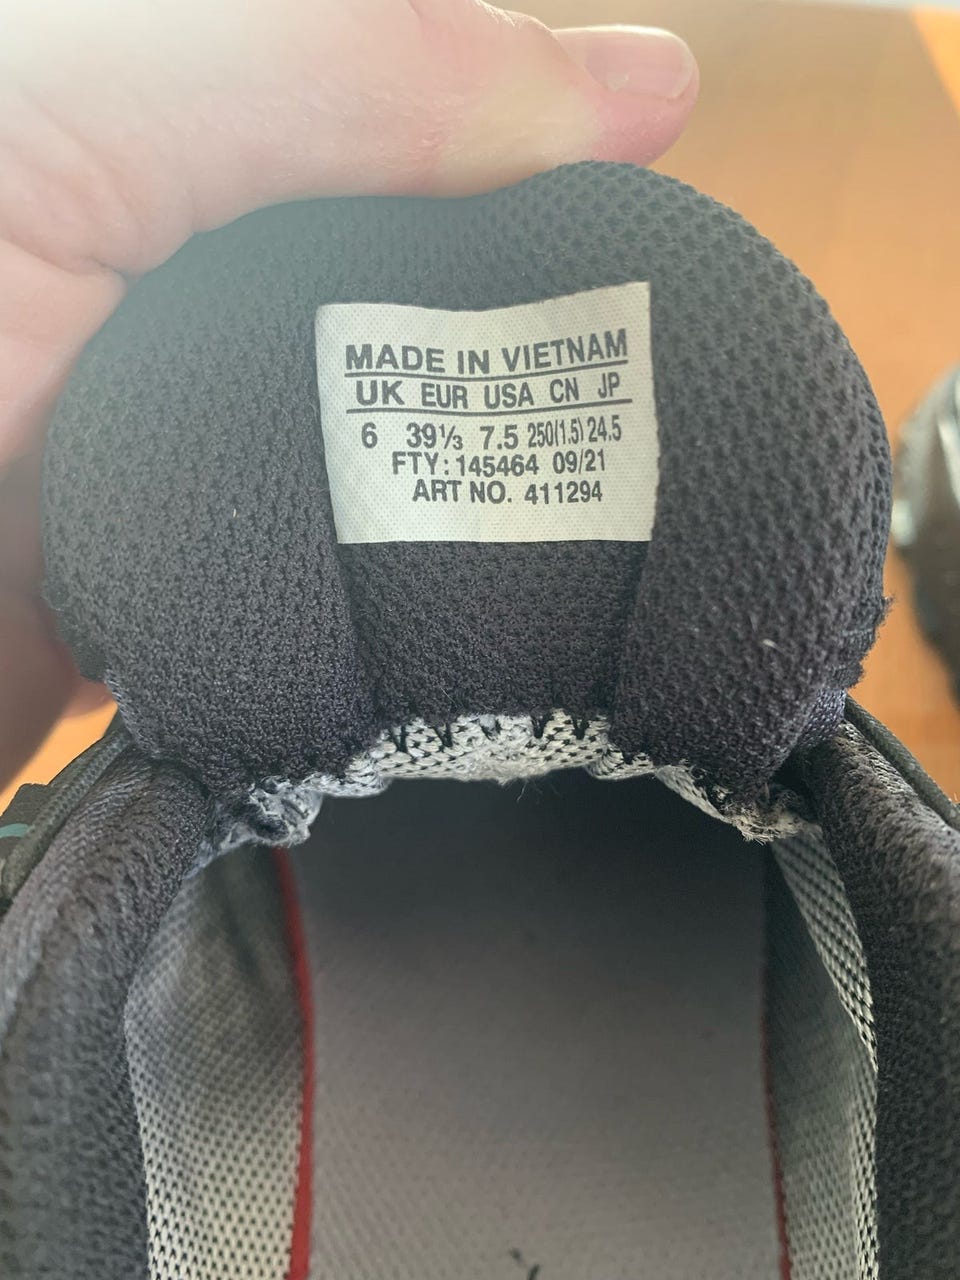 MADE IN VIETNAM
UK EUR USA CN JP
6 39⅓ 7.5 250(1.5) 24.5
FTY: 145464 09/21
ART NO. 411294